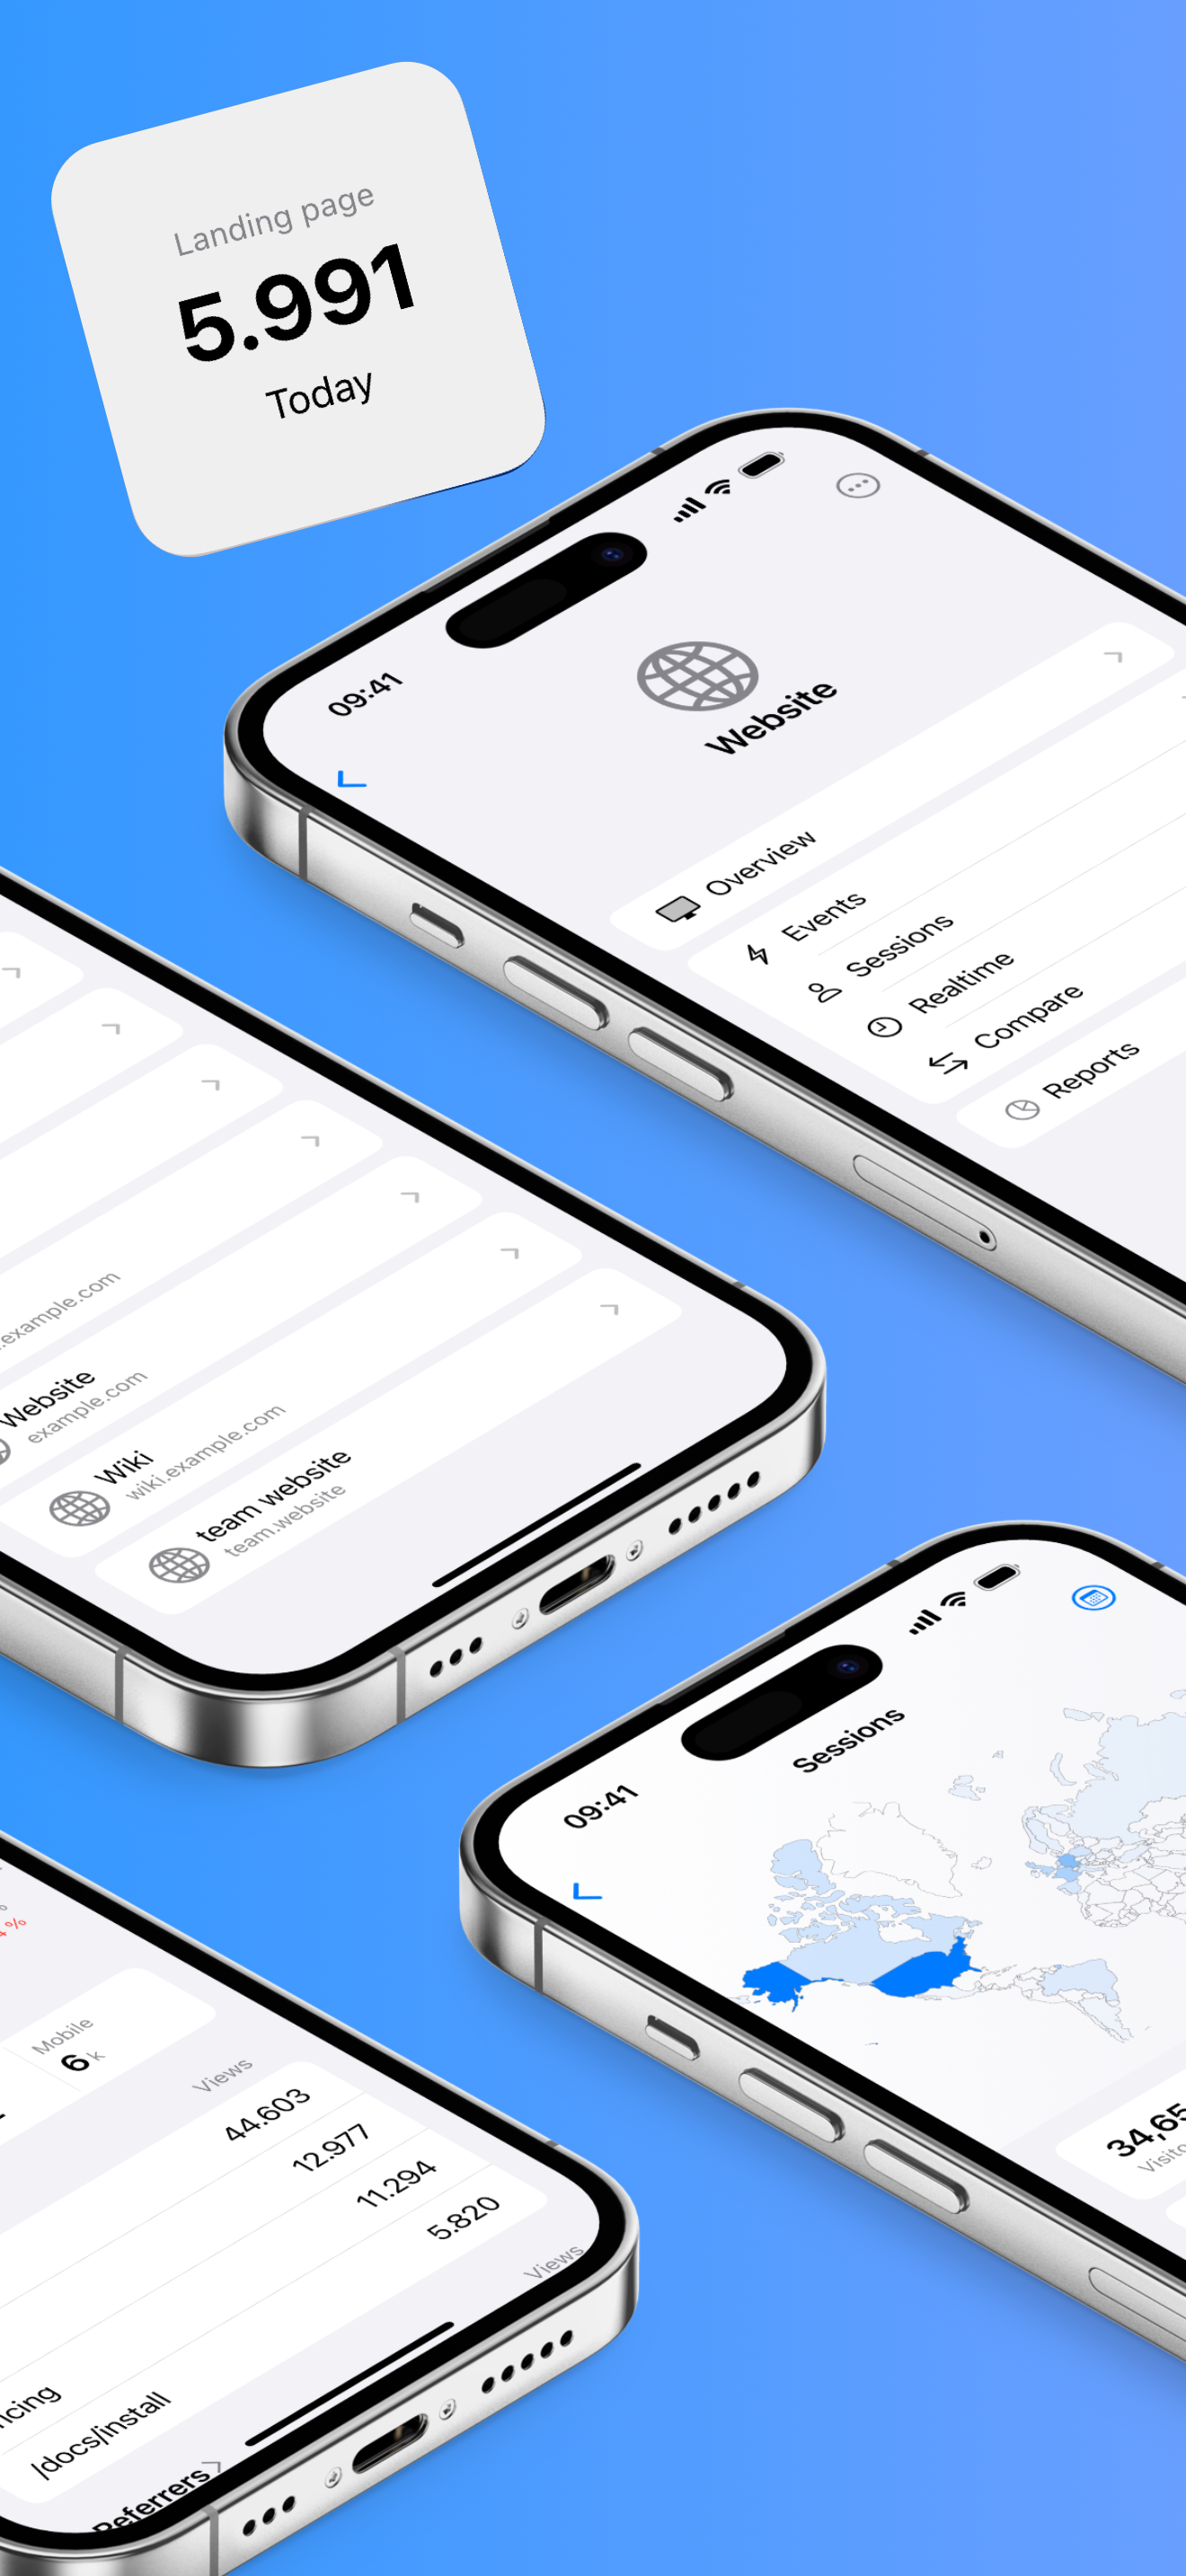 Landing page
5.991
Today
09:41
Website
Overview
Events
Sessions
Realtime
Compare
Reports
.example.com
Website
example.com
Wiki
wiki.example.com
team website
team.website
09:41
Sessions
34,65
4 %
Mobile
6 k
Views
44.603
12.977
11.294
5.820
/docs/install
Views
Referrers